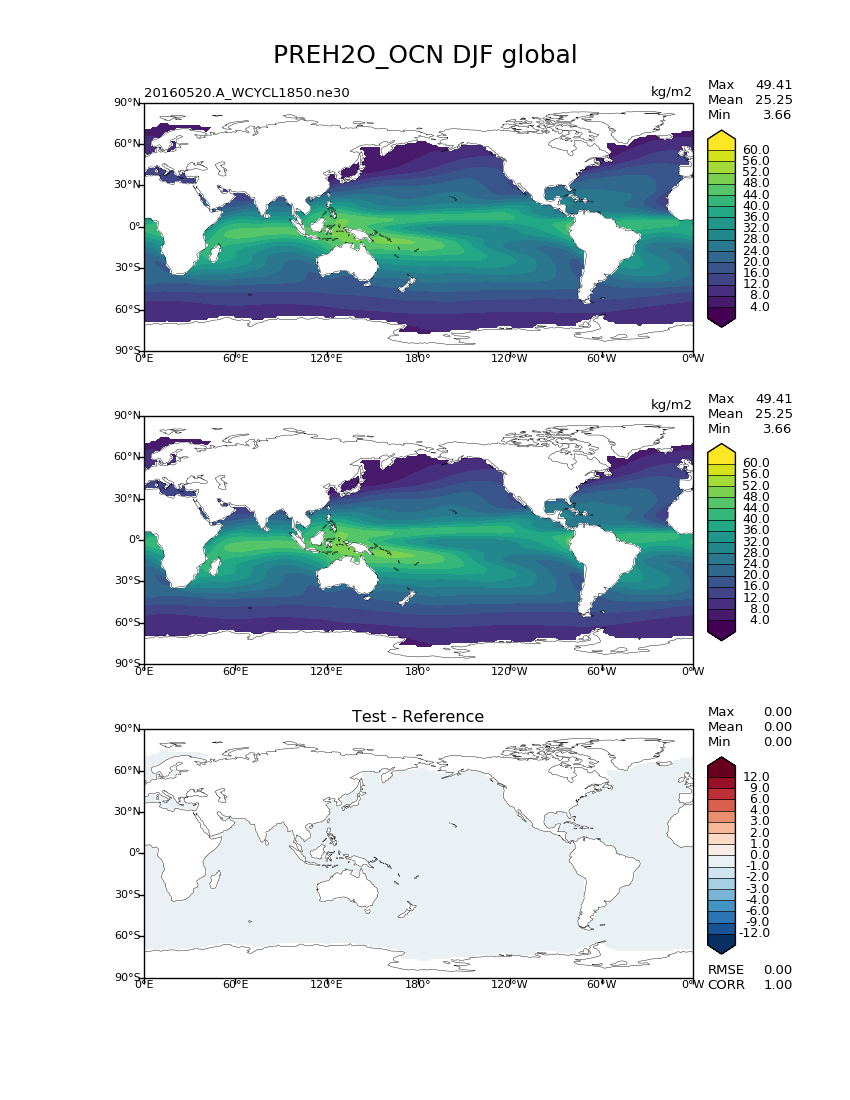 PREH2O_OCN DJF global
20160520.A_WCYCL1850.ne30
kg/m2
Max 49.41
Mean 25.25
Min 3.66
90°N
60°N
30°N
0°
30°S
60°S
90°S
0°E 60°E 120°E 180° 120°W 60°W 0°W
60.0
56.0
52.0
48.0
44.0
40.0
36.0
32.0
28.0
24.0
20.0
16.0
12.0
8.0
4.0
kg/m2
Max 49.41
Mean 25.25
Min 3.66
90°N
60°N
30°N
0°
30°S
60°S
90°S
0°E 60°E 120°E 180° 120°W 60°W 0°W
60.0
56.0
52.0
48.0
44.0
40.0
36.0
32.0
28.0
24.0
20.0
16.0
12.0
8.0
4.0
Test - Reference
Max 0.00
Mean 0.00
Min 0.00
90°N
60°N
30°N
0°
30°S
60°S
90°S
0°E 60°E 120°E 180° 120°W 60°W 0°W
12.0
9.0
6.0
4.0
3.0
2.0
1.0
0.0
-1.0
-2.0
-3.0
-4.0
-6.0
-9.0
-12.0
RMSE 0.00
CORR 1.00